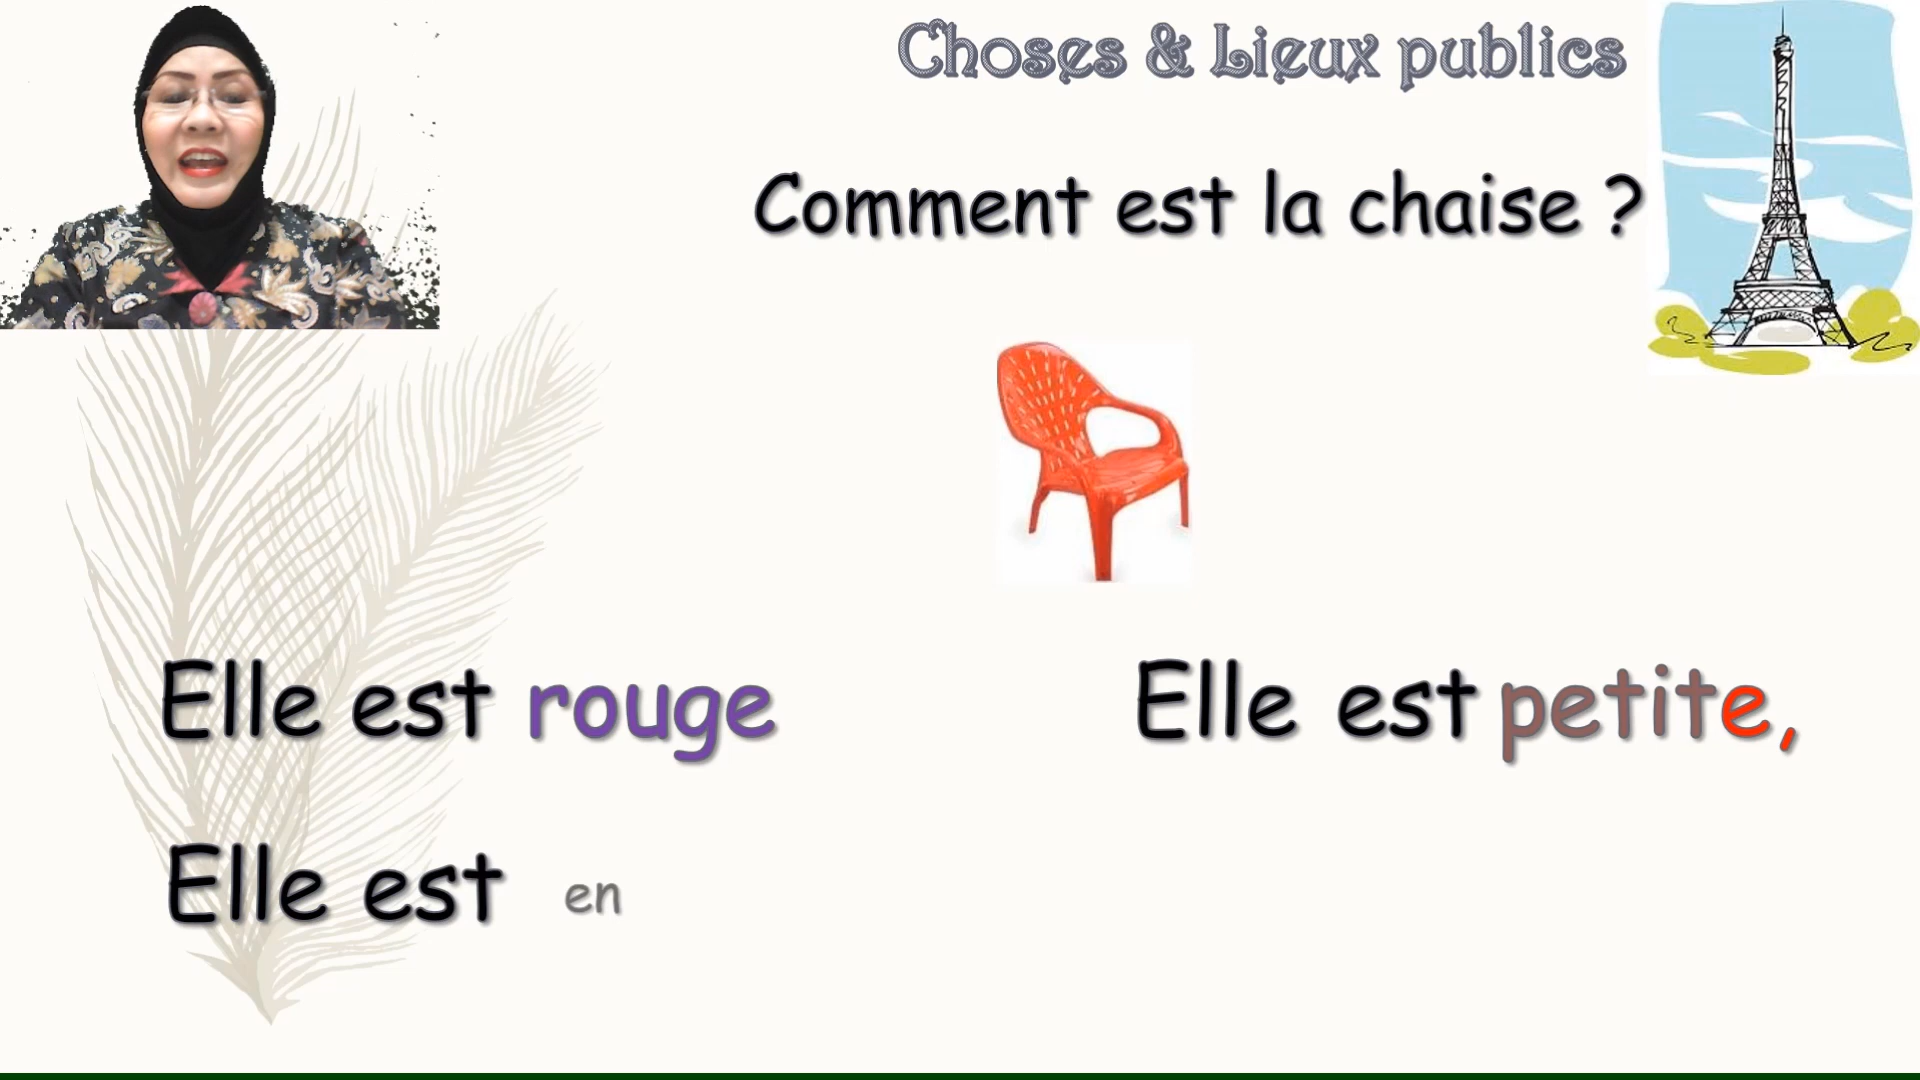 Choses & Lieux publics
Comment est la chaise ?
Elle est rouge
Elle est petite,
Elle est en